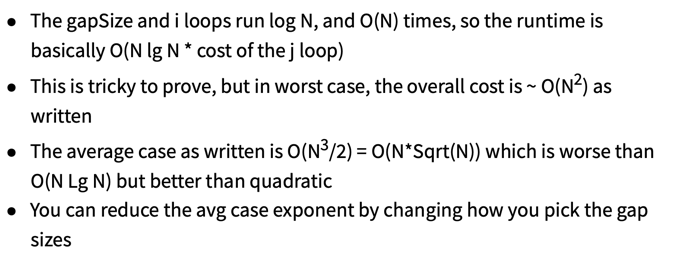 • The gapSize and i loops run log N, and O(N) times, so the runtime is
basically O(N lg N * cost of the j loop)
• This is tricky to prove, but in worst case, the overall cost is ~ O(N²) as
written
• The average case as written is O(N³/2) = O(N*Sqrt(N)) which is worse than
O(N Lg N) but better than quadratic
• You can reduce the avg case exponent by changing how you pick the gap
sizes